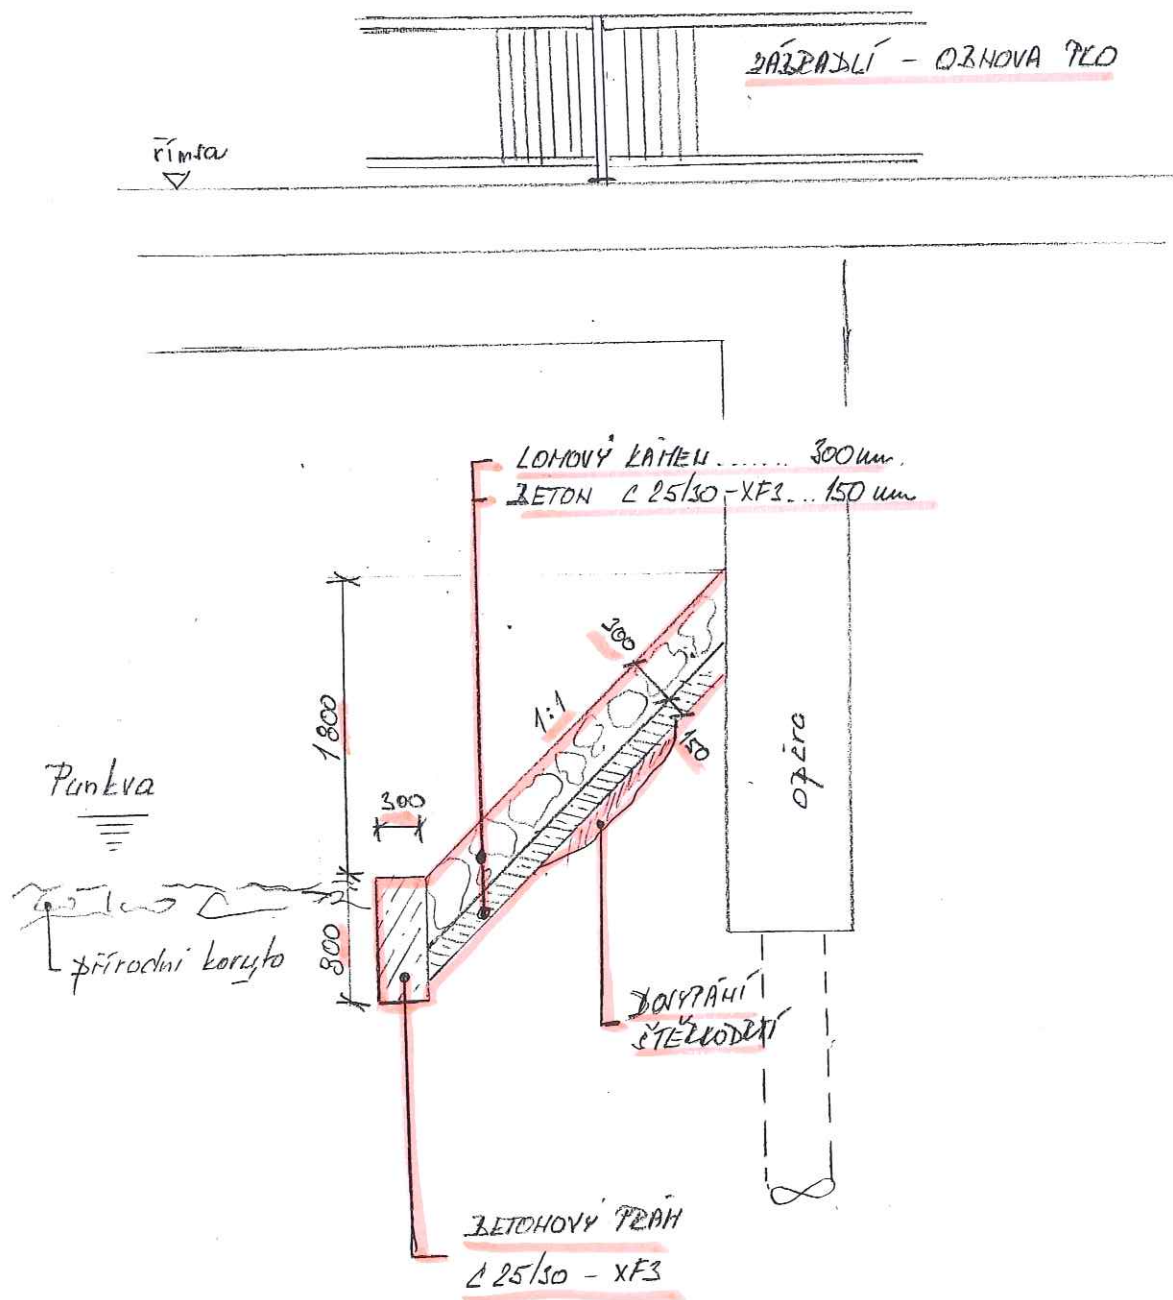 ZÁBRADLÍ - OBNOVA PKO
římsa
LOMOVÝ KÁMEN ....... 300 mm.
BETON C 25/30 - XF3 ... 150 mm
300
1:1
150
1800
opěra
Punkva
300
800
přírodní koryto
DOSYPÁNÍ
ŠTĚRKODRTÍ
BETONOVÝ PRÁH
C 25/30 - XF3